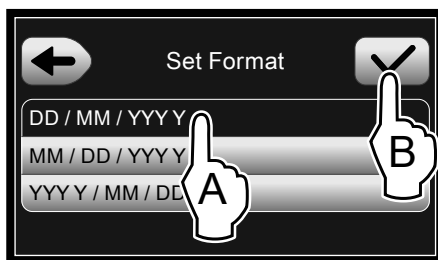 Set Format
DD / MM / YYY Y
MM / DD / YYY Y
YYY Y / MM / DD
A
B